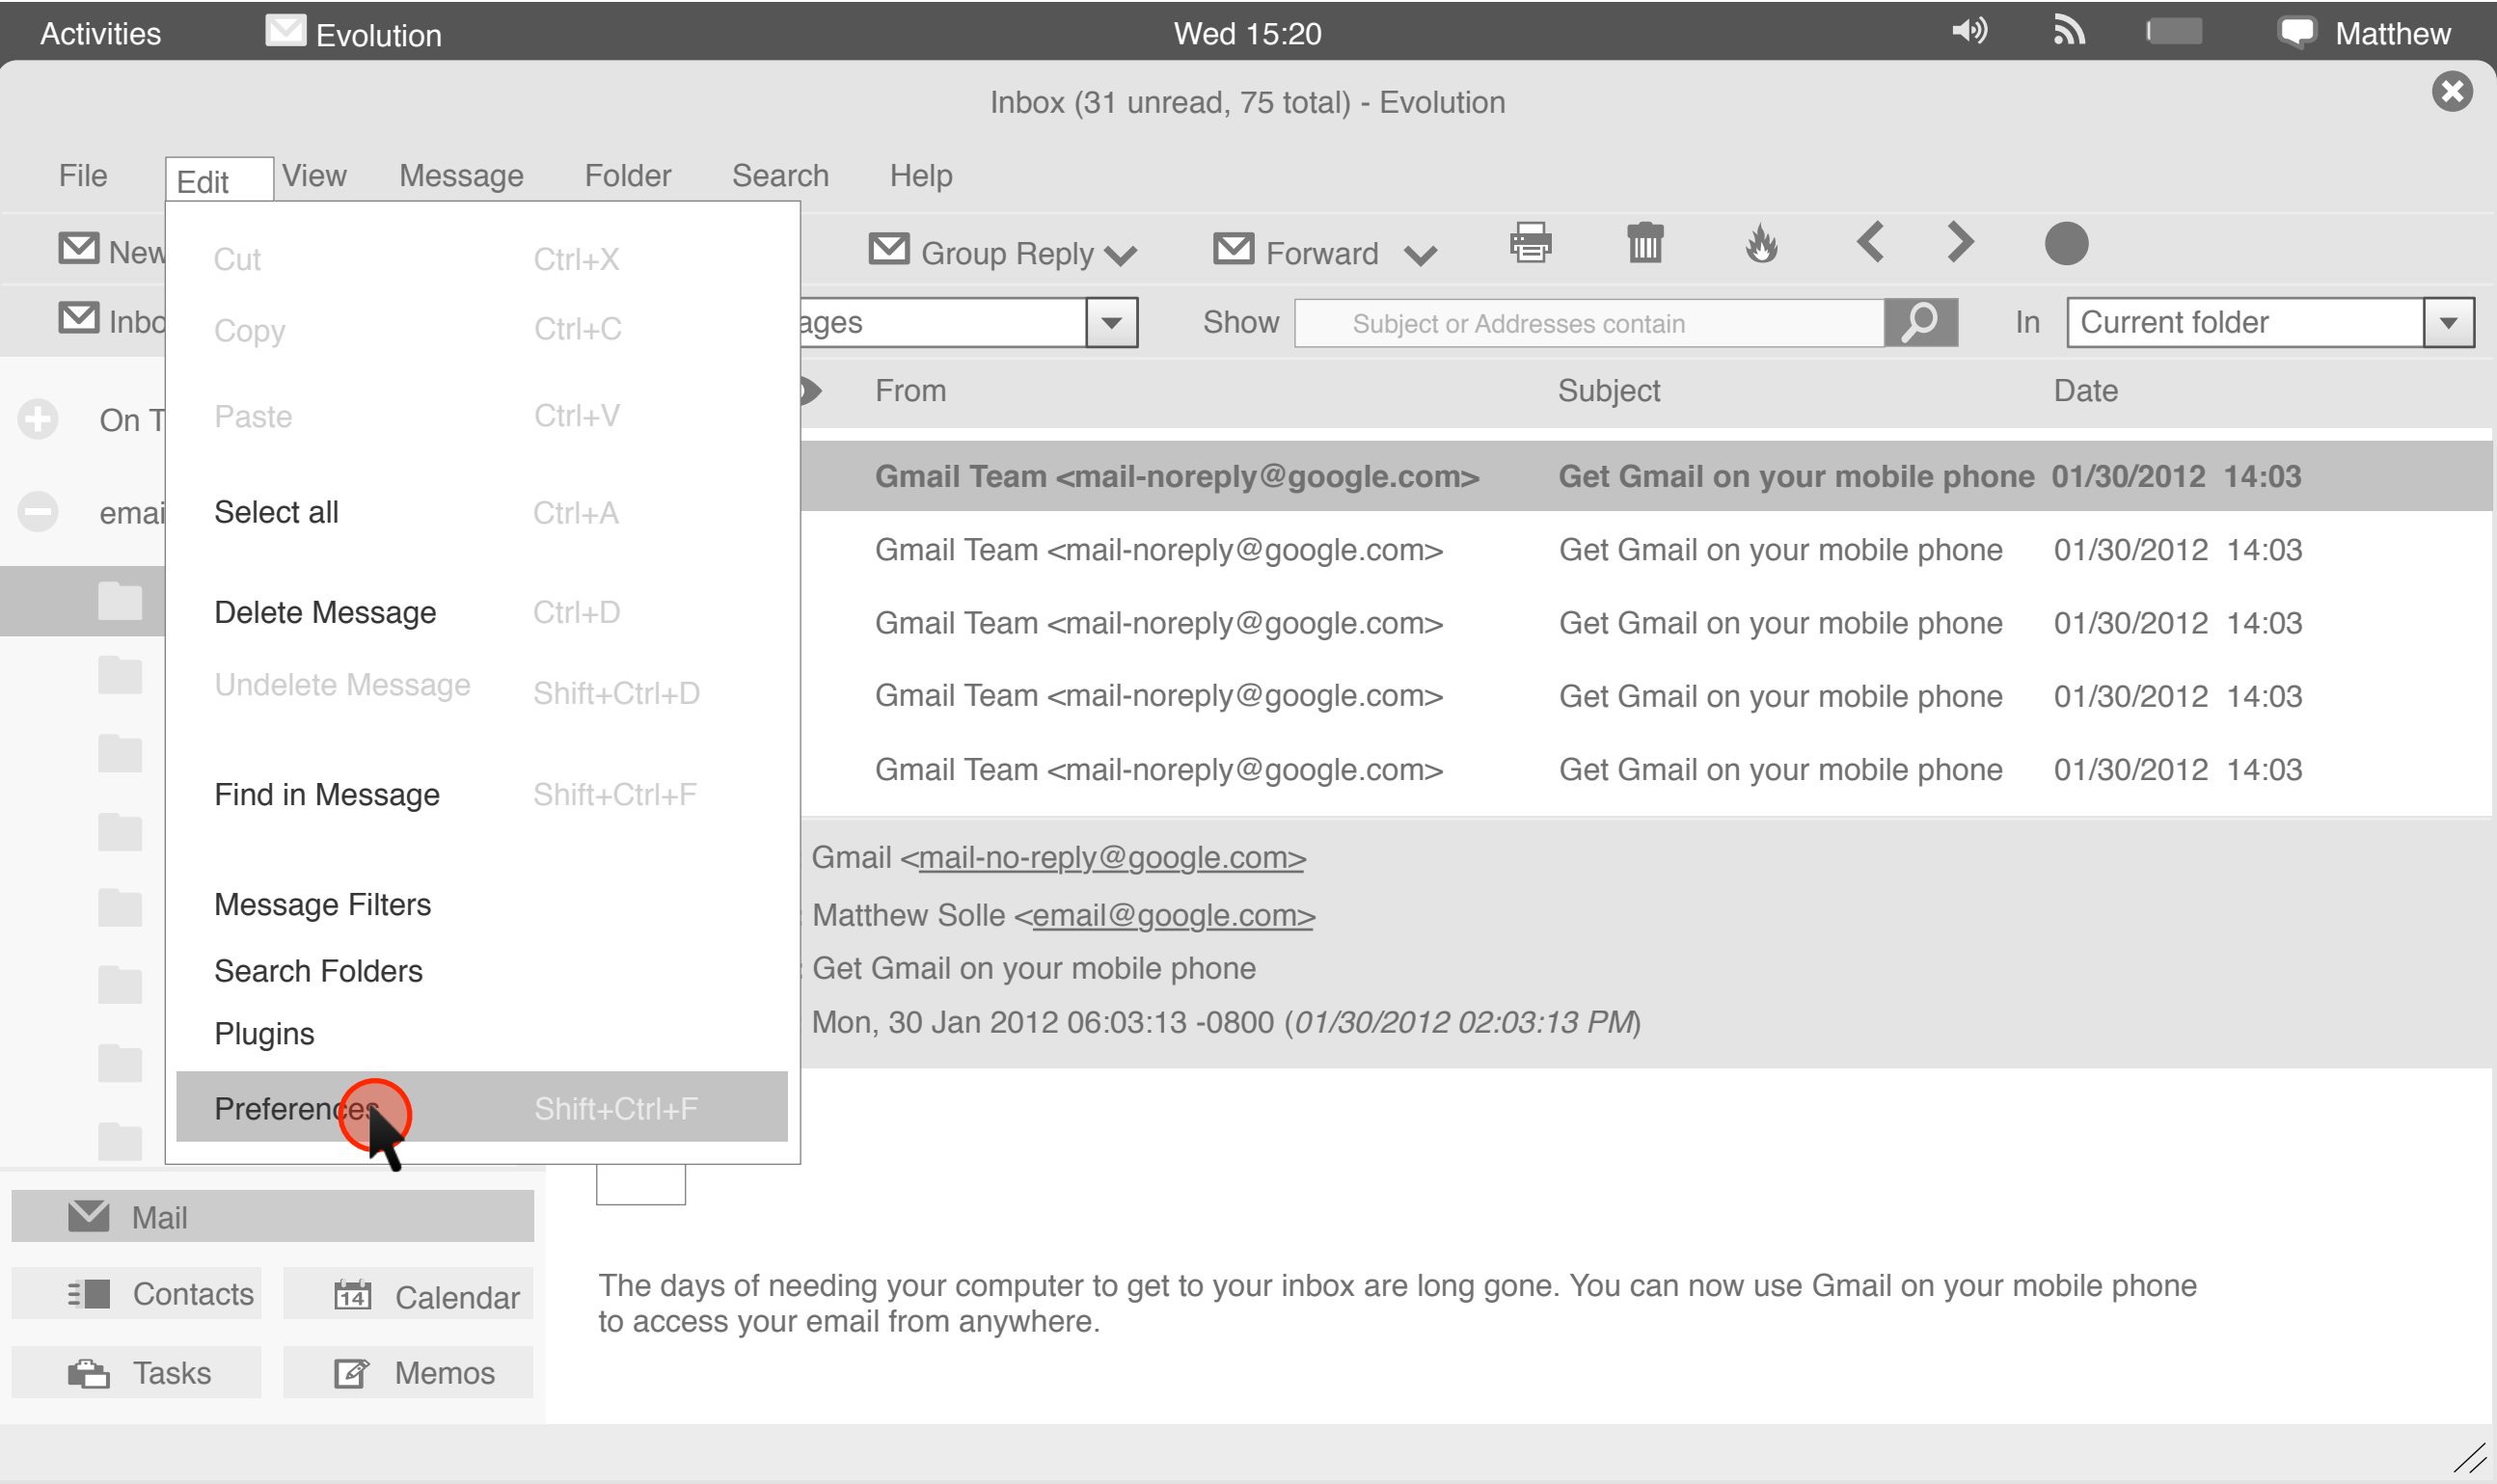 Activities Evolution Wed 15:20 Matthew
Inbox (31 unread, 75 total) - Evolution
File Edit View Message Folder Search Help
New Group Reply Forward
Show Subject or Addresses contain In Current folder
From Subject Date
Cut Ctrl+X
Copy Ctrl+C
Paste Ctrl+V
Select all Ctrl+A
Delete Message Ctrl+D
Undelete Message Shift+Ctrl+D
Find in Message Shift+Ctrl+F
Message Filters
Search Folders
Plugins
Preferences Shift+Ctrl+F
On
Gmail Team <mail-noreply@google.com> Get Gmail on your mobile phone 01/30/2012 14:03
Gmail Team <mail-noreply@google.com> Get Gmail on your mobile phone 01/30/2012 14:03
Gmail Team <mail-noreply@google.com> Get Gmail on your mobile phone 01/30/2012 14:03
Gmail Team <mail-noreply@google.com> Get Gmail on your mobile phone 01/30/2012 14:03
Gmail Team <mail-noreply@google.com> Get Gmail on your mobile phone 01/30/2012 14:03
Gmail <mail-no-reply@google.com>
Matthew Solle <email@google.com>
Get Gmail on your mobile phone
Mon, 30 Jan 2012 06:03:13 -0800 (01/30/2012 02:03:13 PM)
Mail
Contacts 14 Calendar
Tasks Memos
The days of needing your computer to get to your inbox are long gone. You can now use Gmail on your mobile phone
to access your email from anywhere.